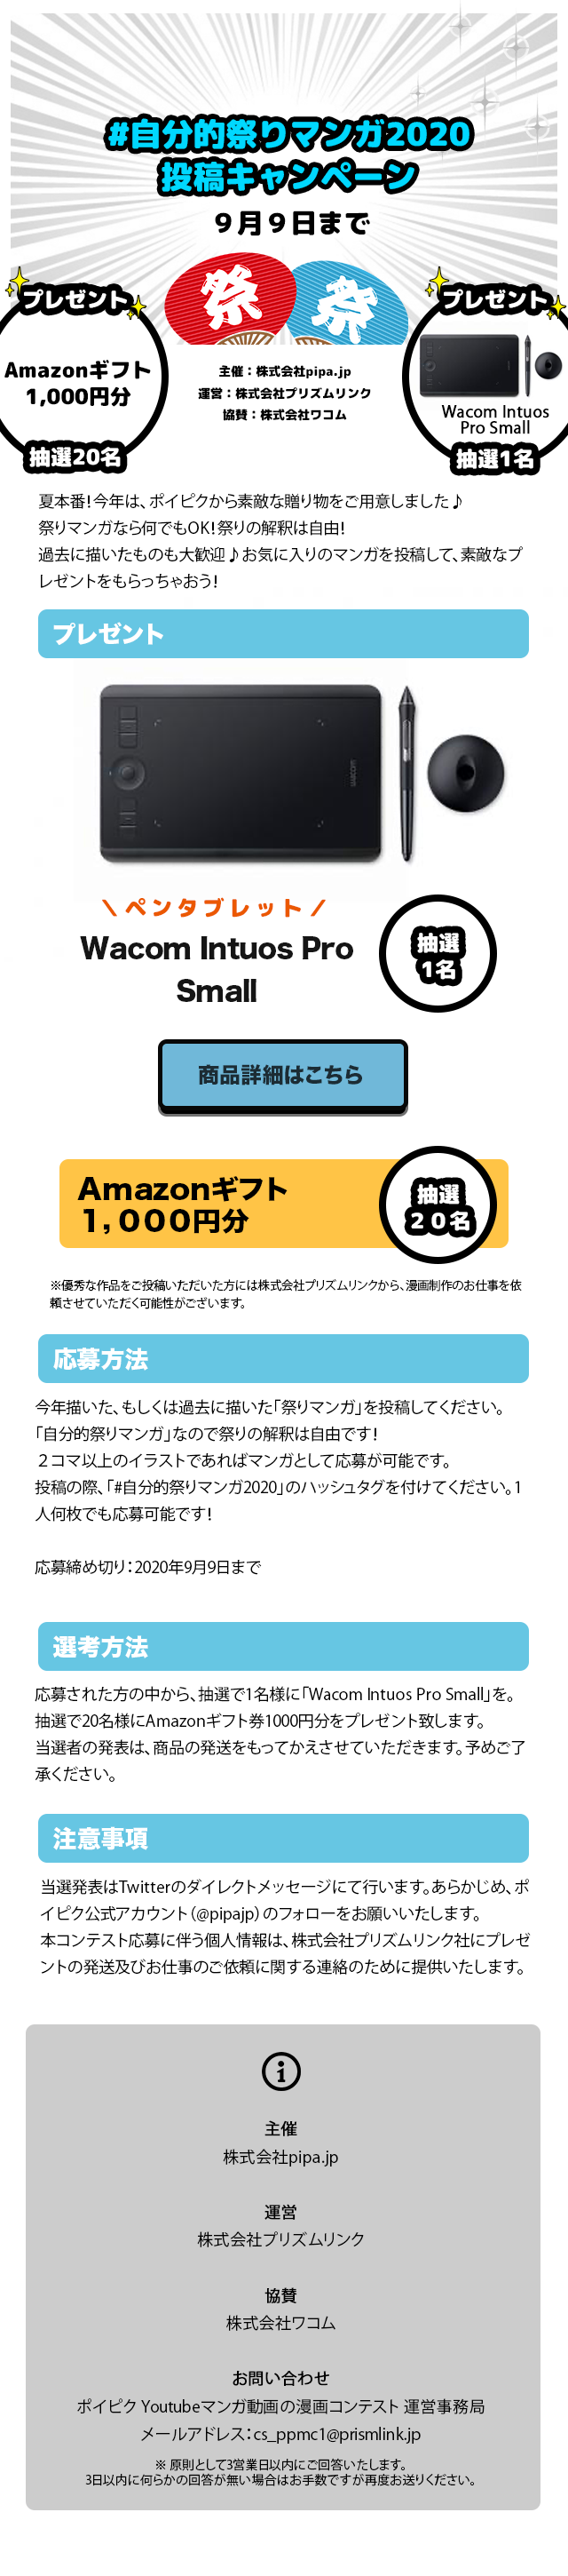 #自分的祭りマンガ2020
投稿キャンペーン
９月９日まで
祭
祭
プレゼント
Amazonギフト
1,000円分
抽選20名
主催：株式会社pipa.jp
運営：株式会社プリズムリンク
協賛：株式会社ワコム
プレゼント
Wacom Intuos
Pro Small
抽選1名
夏本番!今年は、ポイピクから素敵な贈り物をご用意しました♪
祭りマンガなら何でもOK!祭りの解釈は自由!
過去に描いたものも大歓迎♪お気に入りのマンガを投稿して、素敵なプ
レゼントをもらっちゃおう!
プレゼント
WACOM
＼ペンタブレット／
Wacom Intuos Pro
Small
抽選
1名
商品詳細はこちら
Amazonギフト
１，０００円分
抽選
２０名
※優秀な作品をご投稿いただいた方には株式会社プリズムリンクから、漫画制作のお仕事を依
頼させていただく可能性がございます。
応募方法
今年描いた、もしくは過去に描いた「祭りマンガ」を投稿してください。
「自分的祭りマンガ」なので祭りの解釈は自由です!
２コマ以上のイラストであればマンガとして応募が可能です。
投稿の際、「#自分的祭りマンガ2020」のハッシュタグを付けてください。1
人何枚でも応募可能です!
応募締め切り：2020年9月9日まで
選考方法
応募された方の中から、抽選で1名様に「Wacom Intuos Pro Small」を。
抽選で20名様にAmazonギフト券1000円分をプレゼント致します。
当選者の発表は、商品の発送をもってかえさせていただきます。予めご了
承ください。
注意事項
当選発表はTwitterのダイレクトメッセージにて行います。あらかじめ、ポ
イピク公式アカウント（@pipajp）のフォローをお願いいたします。
本コンテスト応募に伴う個人情報は、株式会社プリズムリンク社にプレゼ
ントの発送及びお仕事のご依頼に関する連絡のために提供いたします。
主催
株式会社pipa.jp
運営
株式会社プリズムリンク
協賛
株式会社ワコム
お問い合わせ
ポイピク Youtubeマンガ動画の漫画コンテスト 運営事務局
メールアドレス：cs_ppmc1@prismlink.jp
※ 原則として3営業日以内にご回答いたします。
3日以内に何らかの回答が無い場合はお手数ですが再度お送りください。